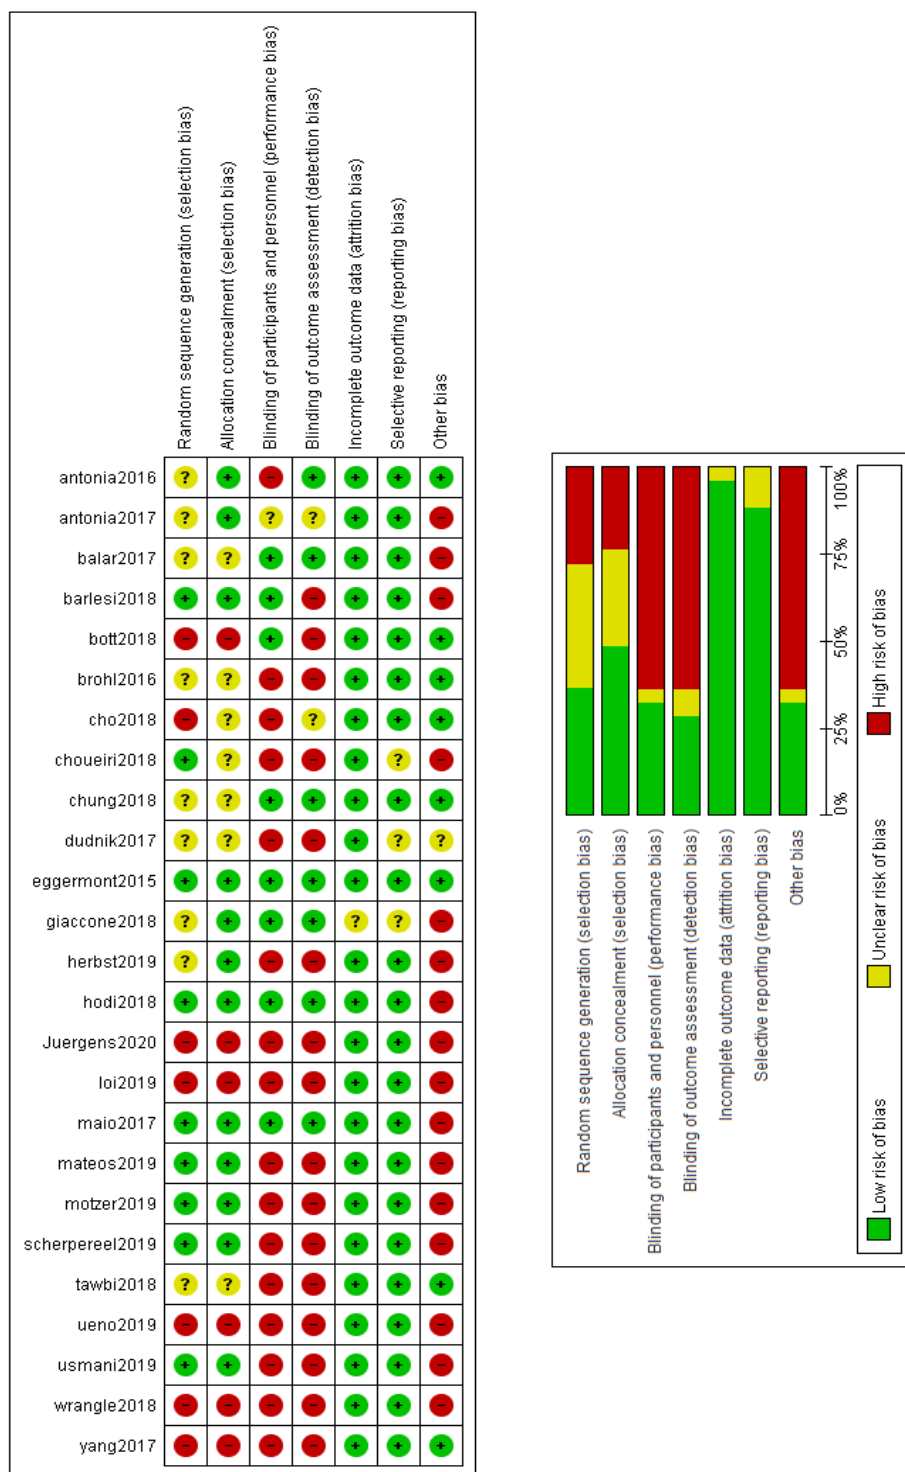 Random sequence generation (selection bias)
Allocation concealment (selection bias)
Blinding of participants and personnel (performance bias)
Blinding of outcome assessment (detection bias)
Incomplete outcome data (attrition bias)
Selective reporting (reporting bias)
Other bias
antonia2016 ? + - + + + +
antonia2017 ? + ? ? + + -
balar2017 ? ? + + + + -
barlesi2018 + + + - + + -
bott2018 - - + - + + +
brohl2016 ? ? - - + + +
cho2018 - ? - ? + + +
choueiri2018 + ? - - + ? -
chung2018 ? ? + + + + +
dudnik2017 ? ? - - + ? ?
eggermont2015 + + + + + + +
giaccone2018 ? + + + ? ? -
herbst2019 ? + - - + + -
hodi2018 + + + + + + -
Juergens2020 - - - - + + -
loi2019 - - - - + + -
maio2017 + + + + + + -
mateos2019 + + - - + + -
motzer2019 + + - - + + -
scherpereel2019 + + - - + + -
tawbi2018 ? ? - - + + +
ueno2019 - - - - + + -
usmani2019 + + - - + + -
wrangle2018 - - - - + + -
yang2017 - - - - + + +
Random sequence generation (selection bias)
Allocation concealment (selection bias)
Blinding of participants and personnel (performance bias)
Blinding of outcome assessment (detection bias)
Incomplete outcome data (attrition bias)
Selective reporting (reporting bias)
Other bias
0% 25% 50% 75% 100%
Low risk of bias
Unclear risk of bias
High risk of bias